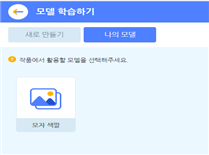 모델 학습하기
새로 만들기 나의 모델
작품에서 활용할 모델을 선택해주세요.
모자 색깔